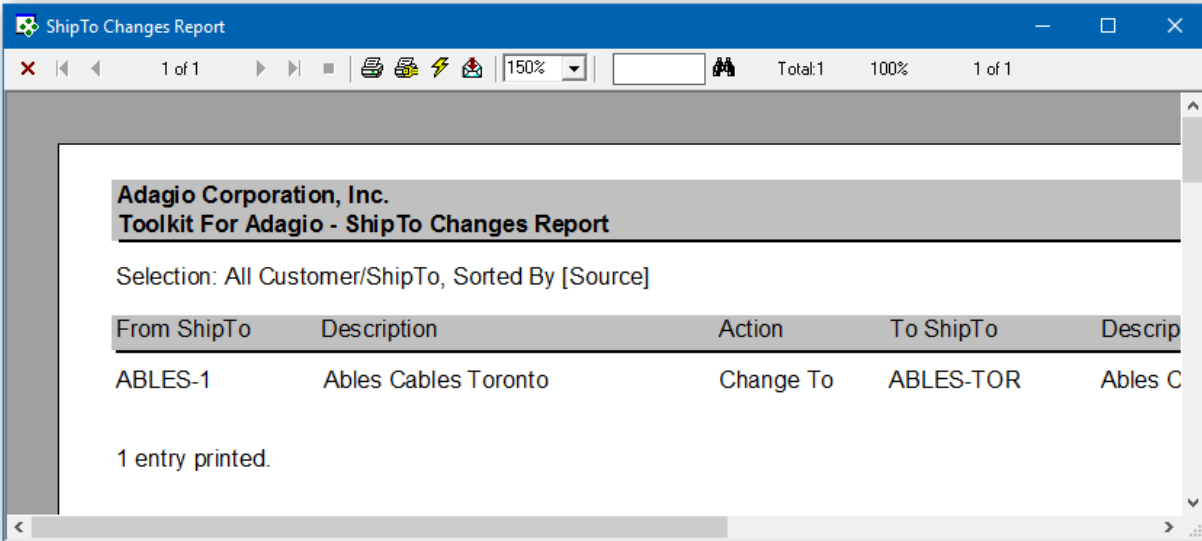 ShipTo Changes Report
1 of 1 150% Total:1 100% 1 of 1
Adagio Corporation, Inc.
Toolkit For Adagio - ShipTo Changes Report
Selection: All Customer/ShipTo, Sorted By [Source]
From ShipTo Description Action To ShipTo Descrip
ABLES-1 Ables Cables Toronto Change To ABLES-TOR Ables C
1 entry printed.